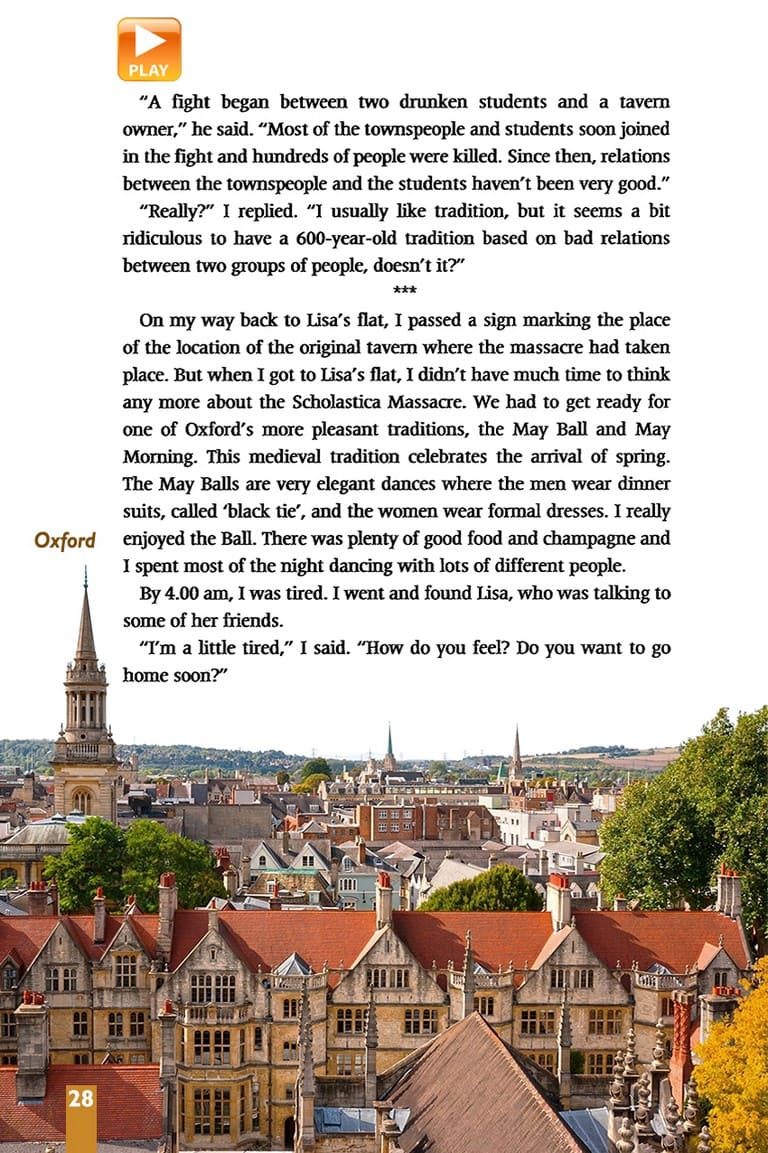 PLAY
“A fight began between two drunken students and a tavern
owner,” he said. “Most of the townspeople and students soon joined
in the fight and hundreds of people were killed. Since then, relations
between the townspeople and the students haven’t been very good.”
“Really?” I replied. “I usually like tradition, but it seems a bit
ridiculous to have a 600-year-old tradition based on bad relations
between two groups of people, doesn’t it?”
***
On my way back to Lisa’s flat, I passed a sign marking the place
of the location of the original tavern where the massacre had taken
place. But when I got to Lisa’s flat, I didn’t have much time to think
any more about the Scholastica Massacre. We had to get ready for
one of Oxford’s more pleasant traditions, the May Ball and May
Morning. This medieval tradition celebrates the arrival of spring.
The May Balls are very elegant dances where the men wear dinner
suits, called ‘black tie’, and the women wear formal dresses. I really
enjoyed the Ball. There was plenty of good food and champagne and
I spent most of the night dancing with lots of different people.
By 4.00 am, I was tired. I went and found Lisa, who was talking to
some of her friends.
“I’m a little tired,” I said. “How do you feel? Do you want to go
home soon?”
Oxford
28